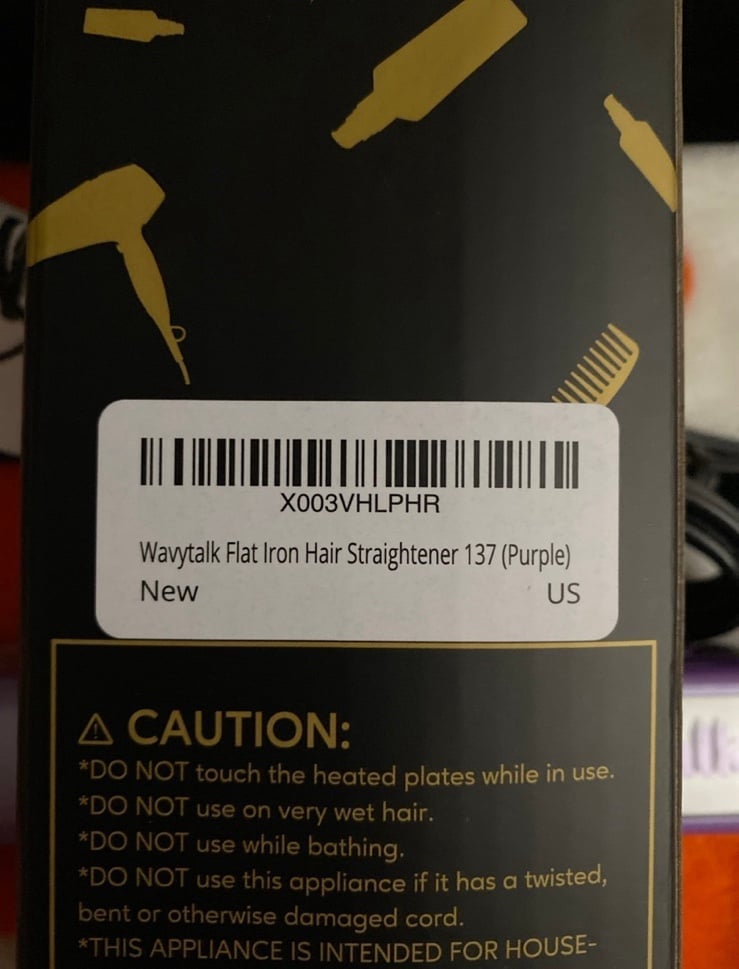 X003VHLPHR
Wavytalk Flat Iron Hair Straightener 137 (Purple)
New US
⚠ CAUTION:
*DO NOT touch the heated plates while in use.
*DO NOT use on very wet hair.
*DO NOT use while bathing.
*DO NOT use this appliance if it has a twisted,
bent or otherwise damaged cord.
*THIS APPLIANCE IS INTENDED FOR HOUSE-